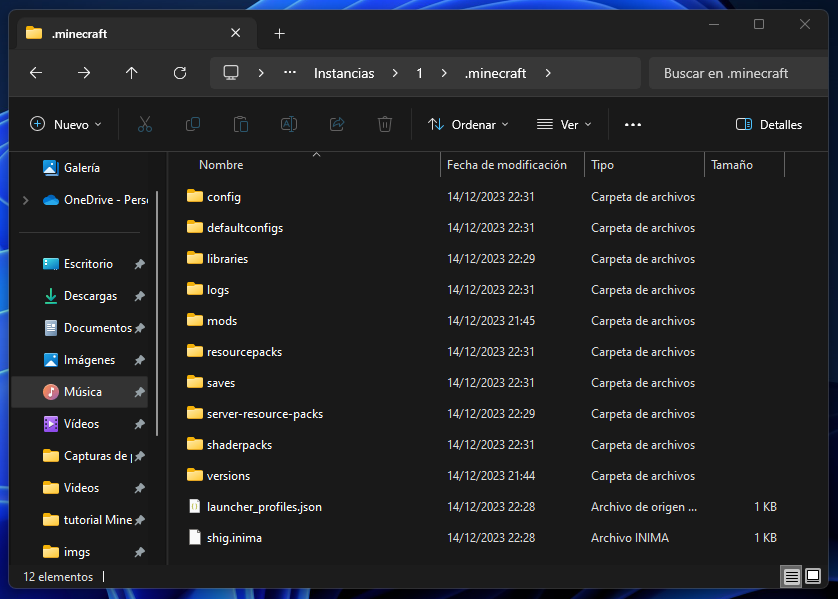 .minecraft
Instancias 1 .minecraft Buscar en .minecraft
Nuevo Ordenar Ver Detalles
Galería
OneDrive - Perso
Escritorio
Descargas
Documentos
Imágenes
Música
Vídeos
Capturas de p
Videos
tutorial Mine
imgs
Nombre Fecha de modificación Tipo Tamaño
config 14/12/2023 22:31 Carpeta de archivos
defaultconfigs 14/12/2023 22:31 Carpeta de archivos
libraries 14/12/2023 22:29 Carpeta de archivos
logs 14/12/2023 22:31 Carpeta de archivos
mods 14/12/2023 21:45 Carpeta de archivos
resourcepacks 14/12/2023 22:31 Carpeta de archivos
saves 14/12/2023 22:31 Carpeta de archivos
server-resource-packs 14/12/2023 22:29 Carpeta de archivos
shaderpacks 14/12/2023 22:31 Carpeta de archivos
versions 14/12/2023 21:44 Carpeta de archivos
launcher_profiles.json 14/12/2023 22:28 Archivo de origen ... 1 KB
shig.inima 14/12/2023 22:28 Archivo INIMA 1 KB
12 elementos